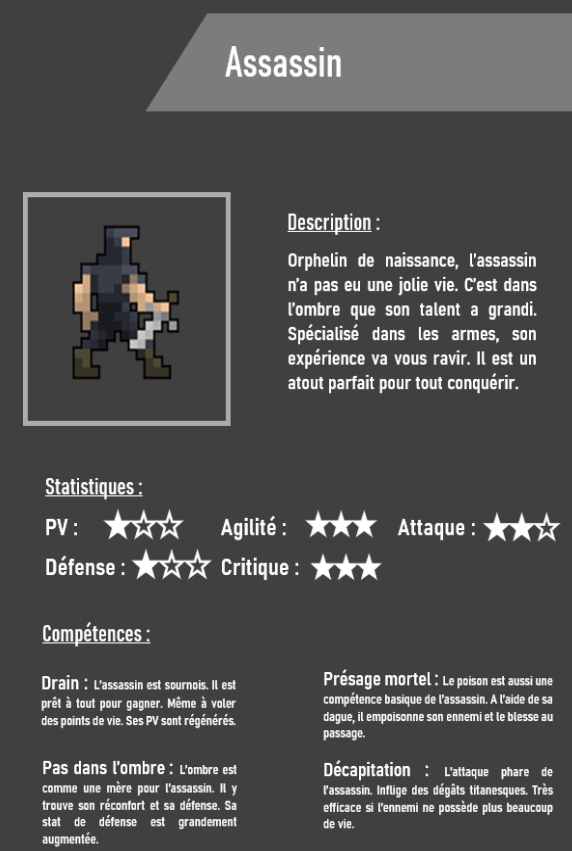 Assassin
Description :
Orphelin de naissance, l'assassin
n'a pas eu une jolie vie. C'est dans
l'ombre que son talent a grandi.
Spécialisé dans les armes, son
expérience va vous ravir. Il est un
atout parfait pour tout conquérir.
Statistiques :
PV : ★☆☆ Agilité : ★★★ Attaque : ★★☆
Défense : ★☆☆ Critique : ★★★
Compétences :
Drain : L'assassin est sournois. Il est
prêt à tout pour gagner. Même à voler
des points de vie. Ses PV sont régénérés.
Présage mortel : Le poison est aussi une
compétence basique de l'assassin. A l'aide de sa
dague, il empoisonne son ennemi et le blesse au
passage.
Pas dans l'ombre : L'ombre est
comme une mère pour l'assassin. Il y
trouve son réconfort et sa défense. Sa
stat de défense est grandement
augmentée.
Décapitation : L'attaque phare de
l'assassin. Inflige des dégâts titanesques. Très
efficace si l'ennemi ne possède plus beaucoup
de vie.